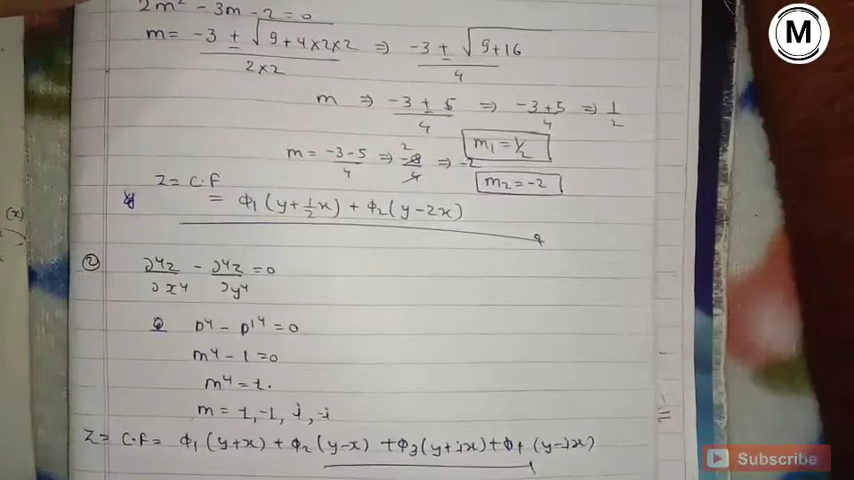 2m² - 3m - 2 = 0
m = -3 ± √9+4×2×2 / 2×2 ⇒ -3 ± √9+16 / 4
m ⇒ -3 ± 5 / 4 ⇒ -3+5 / 4 ⇒ 1/2
m = -3-5 / 4 ⇒ -8/4 2 ⇒ -2
m₁ = 1/2
m₂ = -2
Z = C.F
= Φ₁(y+1/2x) + Φ₂(y-2x)
② ∂⁴z/∂x⁴ - ∂⁴z/∂y⁴ = 0
D⁴ - D'⁴ = 0
m⁴ - 1 = 0
m⁴ = 1.
m = 1, -1, i, -i
Z = C.F = Φ₁(y+x) + Φ₂(y-x) + Φ₃(y+ix) + Φ₄(y-ix)
(x)
M
Subscribe